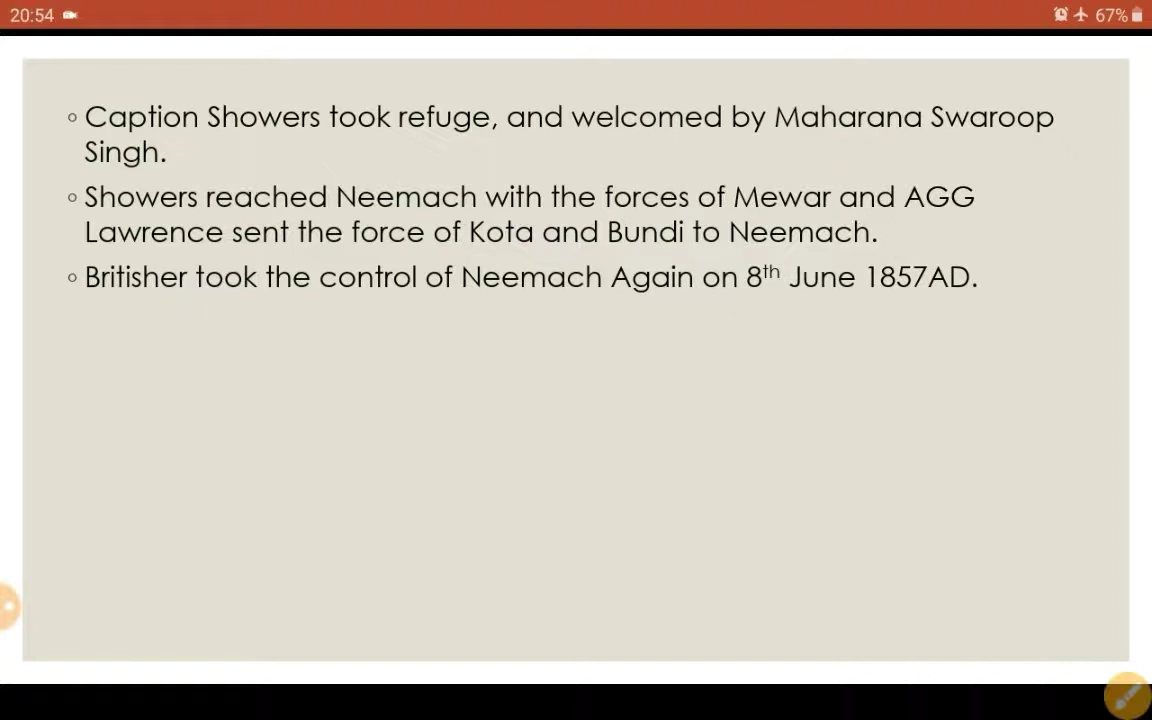 20:54
67%
◦ Caption Showers took refuge, and welcomed by Maharana Swaroop
Singh.
◦ Showers reached Neemach with the forces of Mewar and AGG
Lawrence sent the force of Kota and Bundi to Neemach.
◦ Britisher took the control of Neemach Again on 8th June 1857AD.